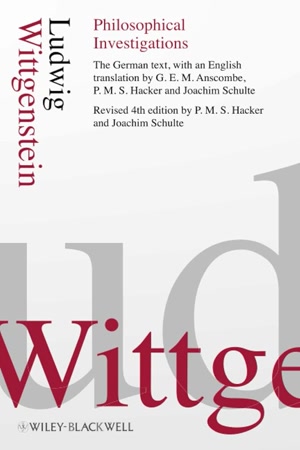 Ludwig
Wittgenstein
Philosophical
Investigations
The German text, with an English
translation by G. E. M. Anscombe,
P. M. S. Hacker and Joachim Schulte
Revised 4th edition by P. M. S. Hacker
and Joachim Schulte
ud
Wittge
WILEY-BLACKWELL